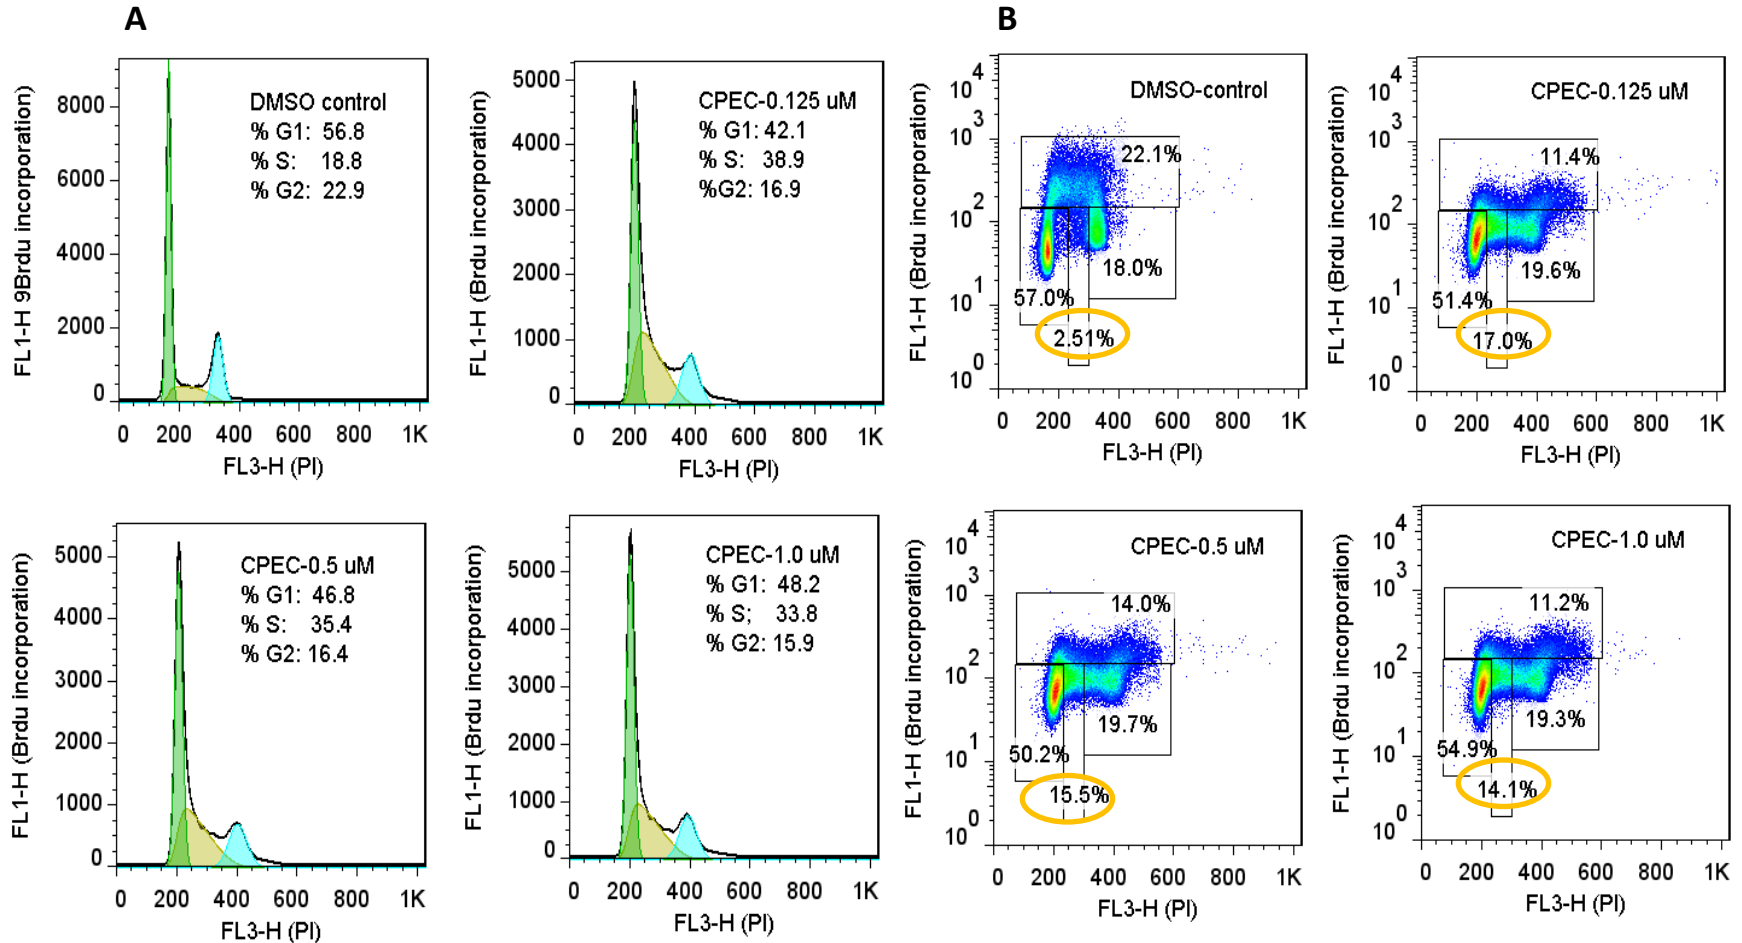 A
B
FL1-H 9Brdu incorporation)
8000
6000
4000
2000
0
DMSO control
% G1: 56.8
% S: 18.8
% G2: 22.9
0 200 400 600 800 1K
FL3-H (PI)
FL1-H (Brdu incorporation)
5000
4000
3000
2000
1000
0
CPEC-0.125 uM
% G1: 42.1
% S: 38.9
%G2: 16.9
0 200 400 600 800 1K
FL3-H (PI)
FL1-H (Brdu incorporation)
10^4
10^3
10^2
10^1
10^0
DMSO-control
22.1%
18.0%
57.0%
2.51%
0 200 400 600 800 1K
FL3-H (PI)
FL1-H (Brdu incorporation)
10^4
10^3
10^2
10^1
10^0
CPEC-0.125 uM
11.4%
19.6%
51.4%
17.0%
0 200 400 600 800 1K
FL3-H (PI)
FL1-H (Brdu incorporation)
5000
4000
3000
2000
1000
0
CPEC-0.5 uM
% G1: 46.8
% S: 35.4
% G2: 16.4
0 200 400 600 800 1K
FL3-H (PI)
FL1-H (Brdu incorporation)
5000
4000
3000
2000
1000
0
CPEC-1.0 uM
% G1: 48.2
% S; 33.8
% G2: 15.9
0 200 400 600 800 1K
FL3-H (PI)
FL1-H (Brdu incorporation)
10^4
10^3
10^2
10^1
10^0
CPEC-0.5 uM
14.0%
19.7%
50.2%
15.5%
0 200 400 600 800 1K
FL3-H (PI)
FL1-H (Brdu incorporation)
10^4
10^3
10^2
10^1
10^0
CPEC-1.0 uM
11.2%
19.3%
54.9%
14.1%
0 200 400 600 800 1K
FL3-H (PI)